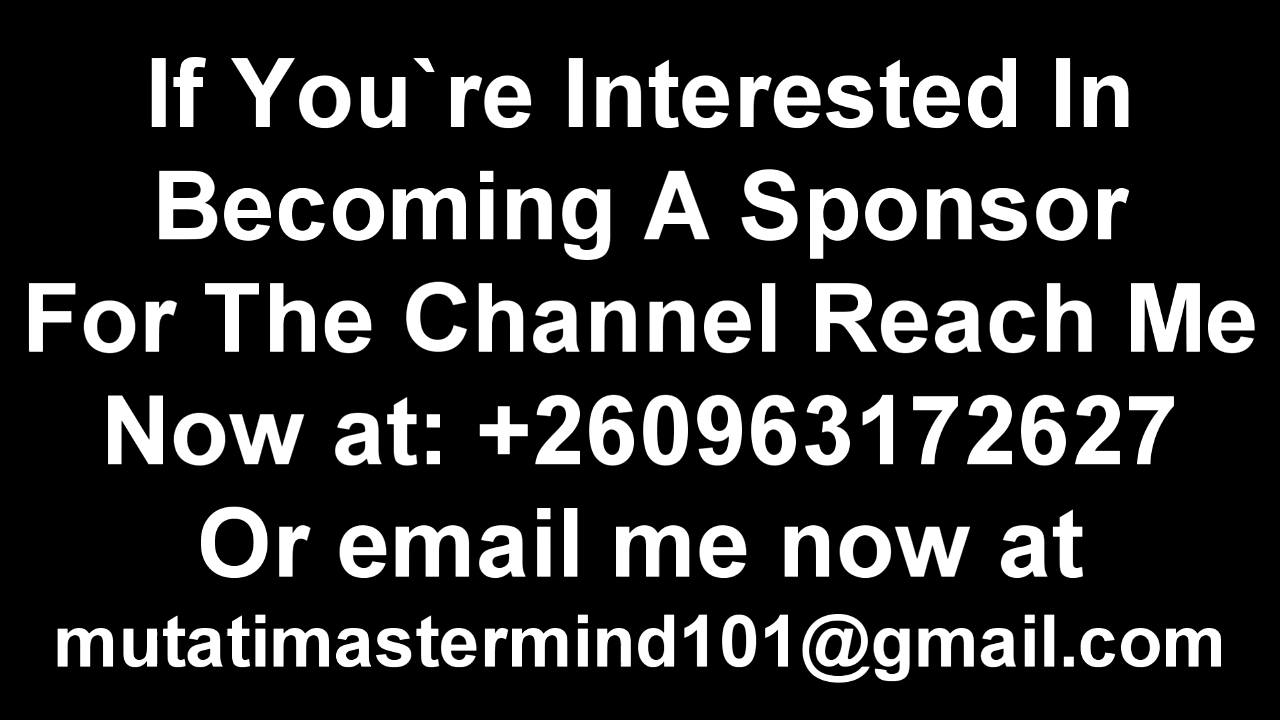 If You`re Interested In
Becoming A Sponsor
For The Channel Reach Me
Now at: +260963172627
Or email me now at
mutatimastermind101@gmail.com